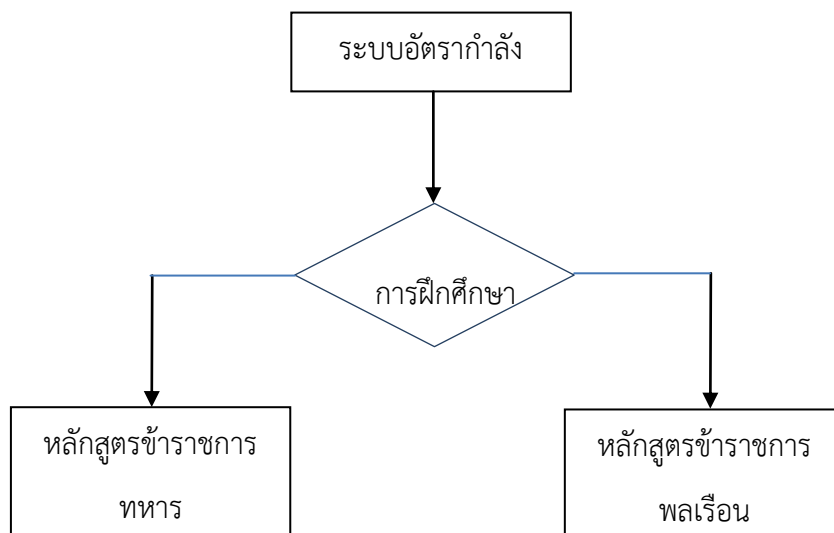 ระบบอัตรากำลัง
การฝึกศึกษา
หลักสูตรข้าราชการ
ทหาร
หลักสูตรข้าราชการ
พลเรือน